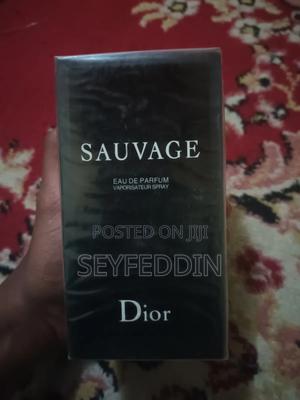 SAUVAGE
EAU DE PARFUM
VAPORISATEUR SPRAY
POSTED ON JIJI
SEYFEDDIN
Dior